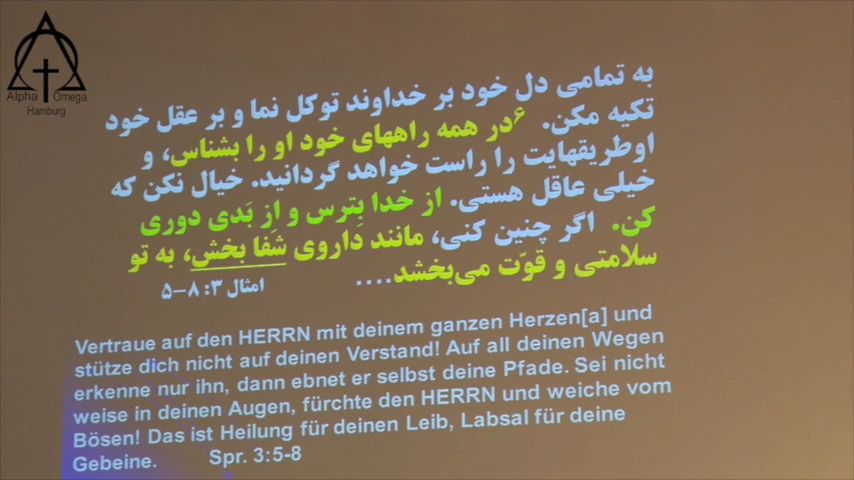 Alpha Omega
Hamburg
به تمامی دل خود بر خداوند توکل نما و بر عقل خود
تکیه مکن. ۶در همه راههای خود او را بشناس، و
اوطریقهایت را راست خواهد گردانید. خیال نکن که
خیلی عاقل هستی. از خدا بِترس و از بَدی دوری
کن. اگر چنین کنی، مانند داروی شَفا بخش، به تو
سلامتی و قوّت می‌بخشد....
امثال ۳: ۸-۵
Vertraue auf den HERRN mit deinem ganzen Herzen[a] und
stütze dich nicht auf deinen Verstand! Auf all deinen Wegen
erkenne nur ihn, dann ebnet er selbst deine Pfade. Sei nicht
weise in deinen Augen, fürchte den HERRN und weiche vom
Bösen! Das ist Heilung für deinen Leib, Labsal für deine
Gebeine. Spr. 3:5-8